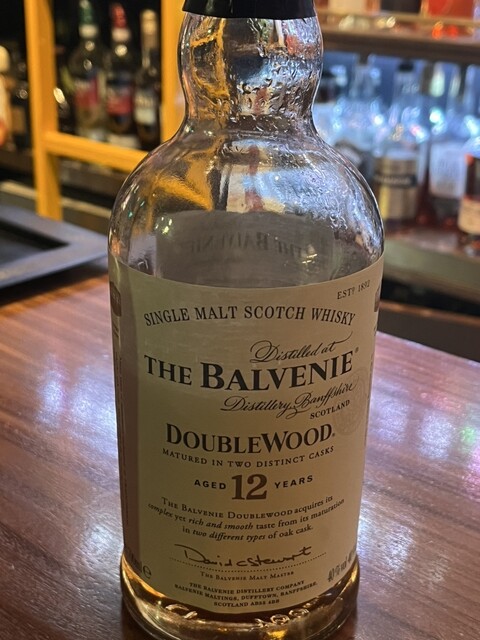 ESTD 1892
SINGLE MALT SCOTCH WHISKY
Distilled at
THE BALVENIE®
Distillery, Banffshire
SCOTLAND
DOUBLEWOOD®
MATURED IN TWO DISTINCT CASKS
AGED 12 YEARS
THE BALVENIE DOUBLEWOOD acquires its
complex yet rich and smooth taste from its maturation
in two different types of oak cask.
David C Stewart
THE BALVENIE MALT MASTER
THE BALVENIE DISTILLERY COMPANY
BALVENIE MALTINGS, DUFFTOWN, BANFFSHIRE,
SCOTLAND AB55 4BB